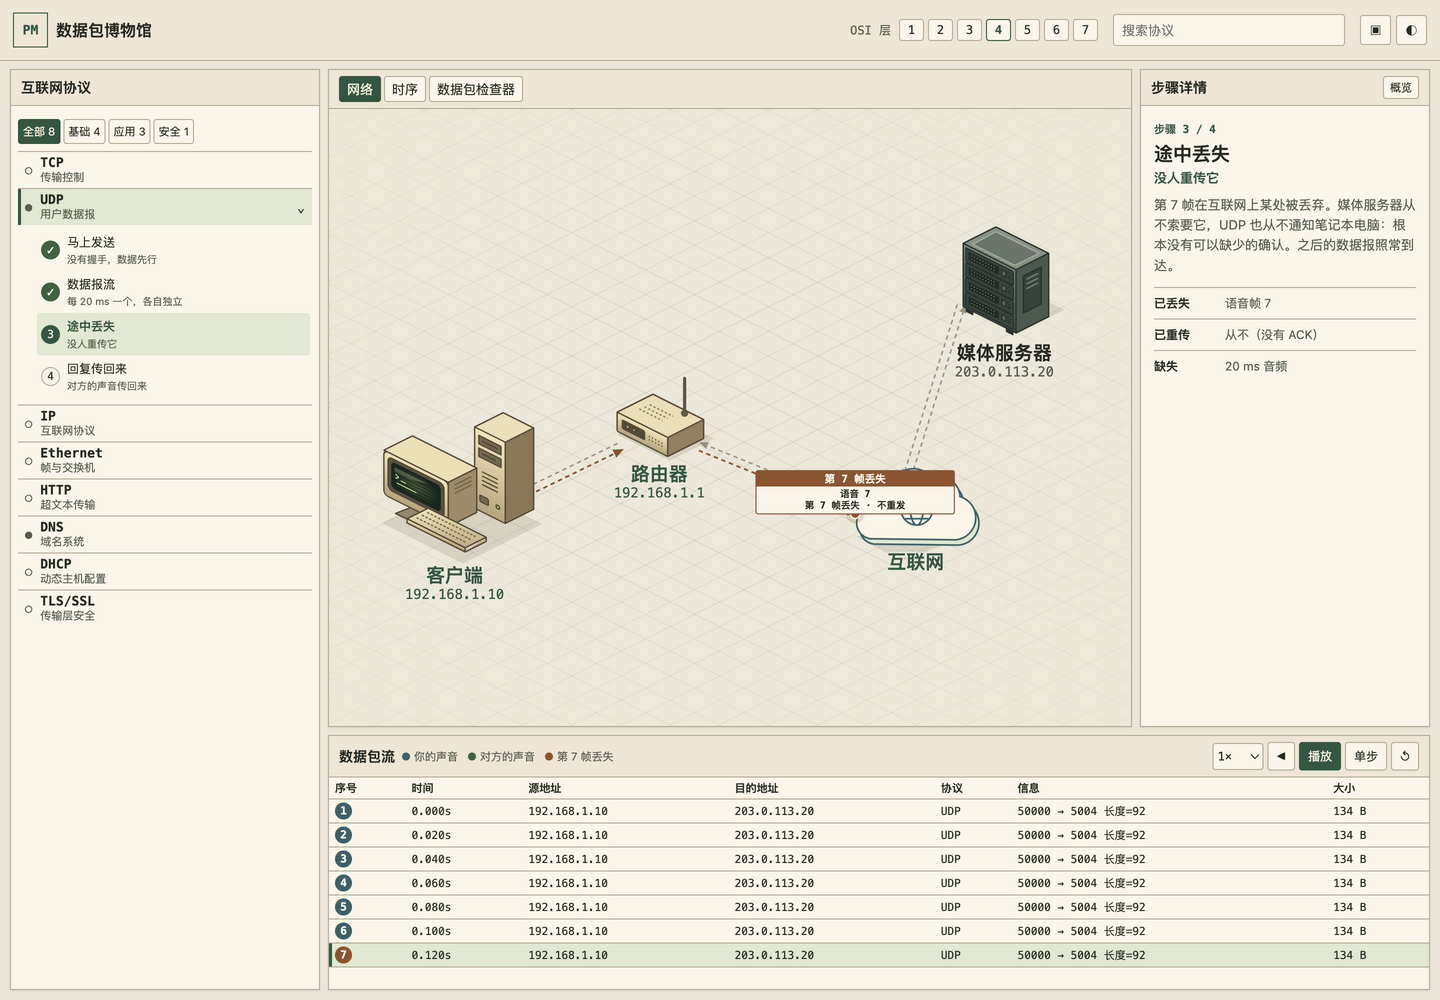 PM 数据包博物馆
OSI 层 1 2 3 4 5 6 7
搜索协议
互联网协议
全部 8 基础 4 应用 3 安全 1
TCP
传输控制
UDP
用户数据报
马上发送
没有握手，数据先行
数据报流
每 20 ms 一个，各自独立
3 途中丢失
没人重传它
4 回复传回来
对方的声音传回来
IP
互联网协议
Ethernet
帧与交换机
HTTP
超文本传输
DNS
域名系统
DHCP
动态主机配置
TLS/SSL
传输层安全
网络 时序 数据包检查器
媒体服务器
203.0.113.20
路由器
192.168.1.1
第 7 帧丢失
语音 7
第 7 帧丢失 · 不重发
互联网
客户端
192.168.1.10
步骤详情 概览
步骤 3 / 4
途中丢失
没人重传它
第 7 帧在互联网上某处被丢弃。媒体服务器从
不索要它，UDP 也从不通知笔记本电脑：根
本没有可以缺少的确认。之后的数据报照常到
达。
已丢失 语音帧 7
已重传 从不（没有 ACK）
缺失 20 ms 音频
数据包流 你的声音 对方的声音 第 7 帧丢失
1× 播放 单步
序号 时间 源地址 目的地址 协议 信息 大小
1 0.000s 192.168.1.10 203.0.113.20 UDP 50000 → 5004 长度=92 134 B
2 0.020s 192.168.1.10 203.0.113.20 UDP 50000 → 5004 长度=92 134 B
3 0.040s 192.168.1.10 203.0.113.20 UDP 50000 → 5004 长度=92 134 B
4 0.060s 192.168.1.10 203.0.113.20 UDP 50000 → 5004 长度=92 134 B
5 0.080s 192.168.1.10 203.0.113.20 UDP 50000 → 5004 长度=92 134 B
6 0.100s 192.168.1.10 203.0.113.20 UDP 50000 → 5004 长度=92 134 B
7 0.120s 192.168.1.10 203.0.113.20 UDP 50000 → 5004 长度=92 134 B